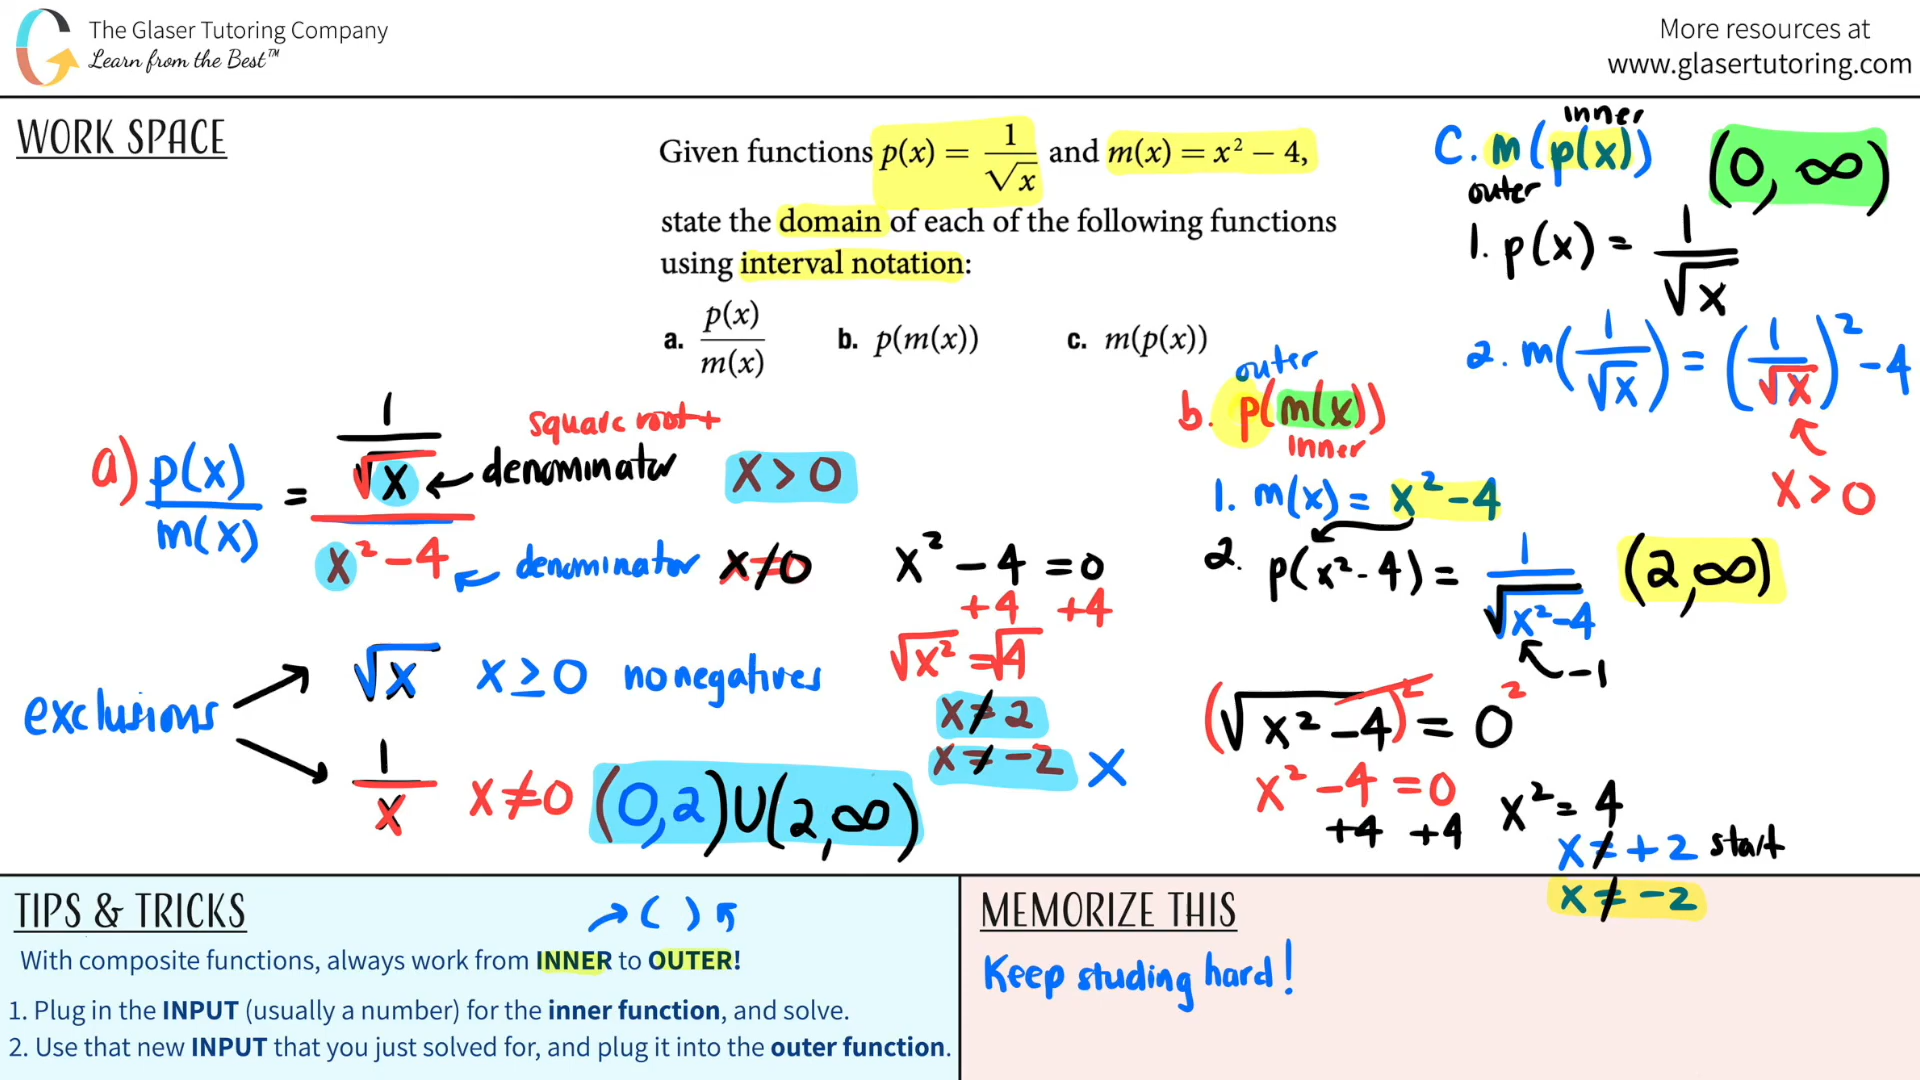 The Glaser Tutoring Company
Learn from the Best™
More resources at
www.glasertutoring.com
WORK SPACE
Given functions p(x) = 1/√x and m(x) = x² − 4,
state the domain of each of the following functions
using interval notation:
a. p(x)/m(x) b. p(m(x)) c. m(p(x))
a) p(x)/m(x) = (1/√x)/(x² − 4)
square root +
← denominator x > 0
← denominator x ≠ 0
exclusions
√x x ≥ 0 no negatives
1/x x ≠ 0 (0, 2) U (2, ∞)
x² − 4 = 0
+4 +4
√x² = √4
x ≠ 2
x ≠ −2 X
outer
b. p(m(x))
inner
1. m(x) = x² − 4
2. p(x² − 4) = 1/√x² − 4 (2, ∞)
−1
(√x² − 4)² = 0²
x² − 4 = 0
+4 +4
x² = 4
x ≠ +2 start
x ≠ −2
inner
C. m(p(x)) (0, ∞)
outer
1. p(x) = 1/√x
2. m(1/√x) = (1/√x)² − 4
x > 0
TIPS & TRICKS
→ ( )
With composite functions, always work from INNER to OUTER!
1. Plug in the INPUT (usually a number) for the inner function, and solve.
2. Use that new INPUT that you just solved for, and plug it into the outer function.
MEMORIZE THIS
Keep studing hard!